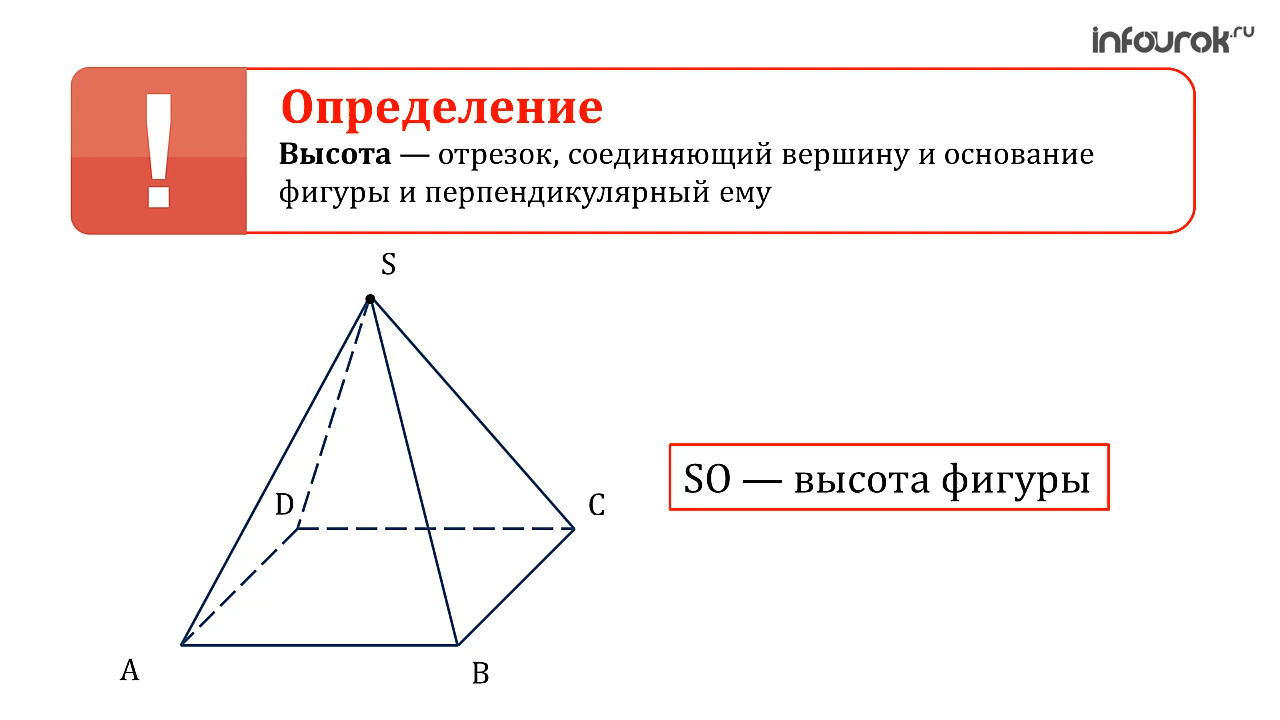 infourok.ru
Определение
Высота — отрезок, соединяющий вершину и основание
фигуры и перпендикулярный ему
S
D
C
SO — высота фигуры
A
B